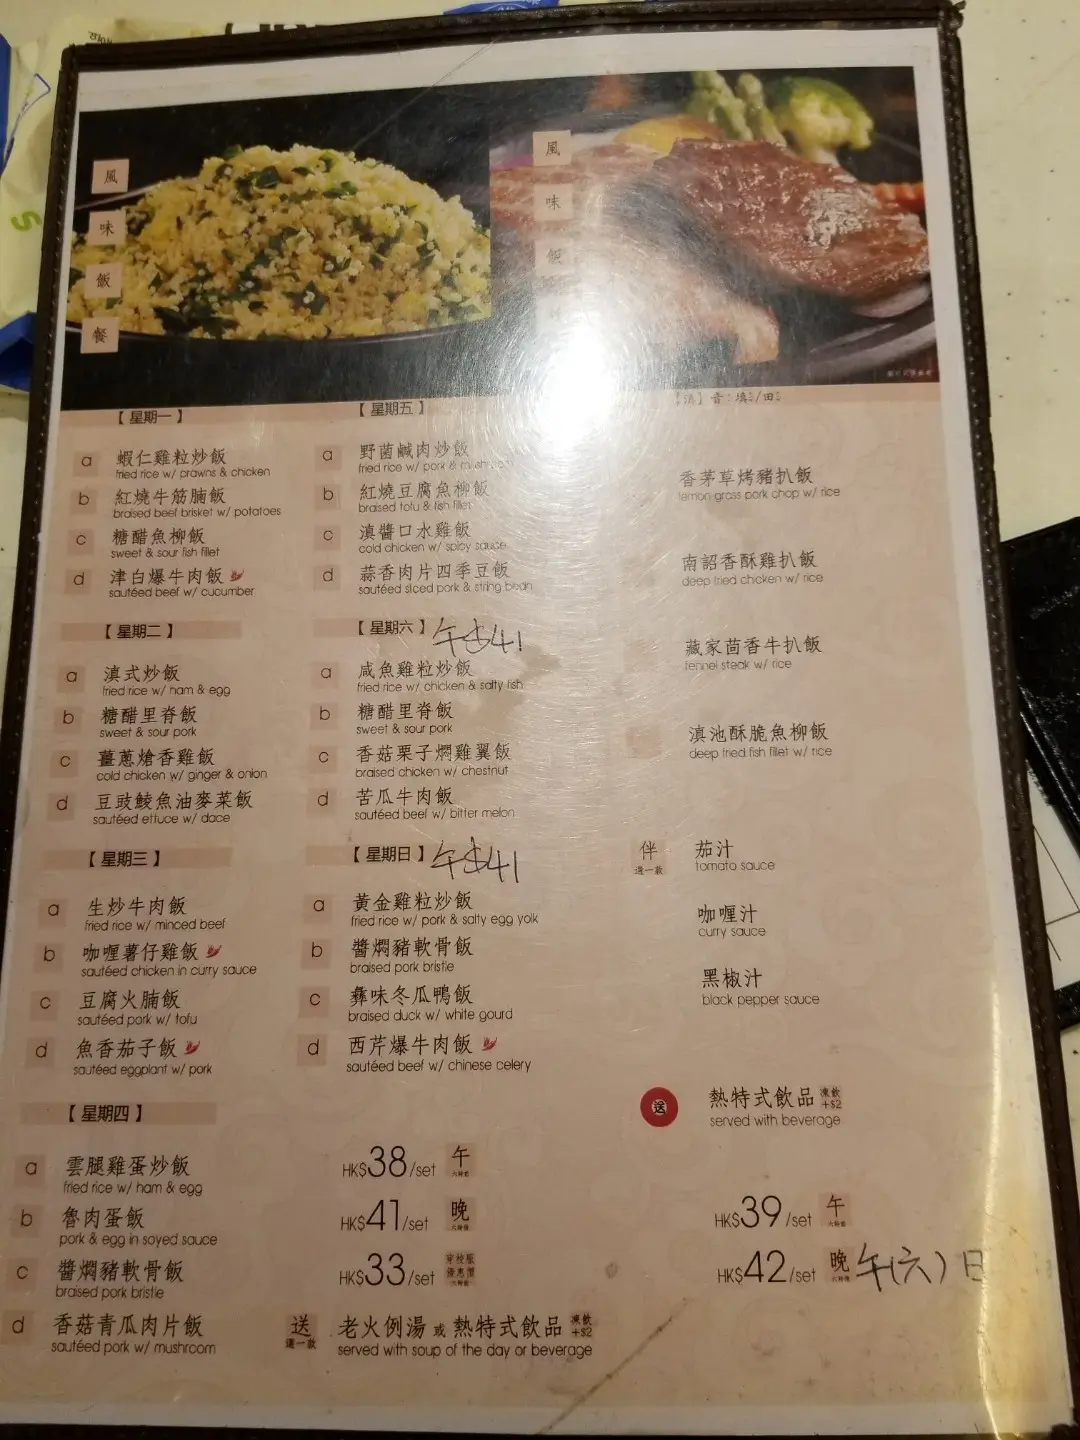 風
味
飯
餐
風
味
飯
【星期一】
a 蝦仁雞粒炒飯
fried rice w/ prawns & chicken
b 紅燒牛筋腩飯
braised beef brisket w/ potatoes
c 糖醋魚柳飯
sweet & sour fish fillet
d 津白爆牛肉飯
sautéed beef w/ cucumber
【星期二】
a 滇式炒飯
fried rice w/ ham & egg
b 糖醋里脊飯
sweet & sour pork
c 薑蔥熗香雞飯
cold chicken w/ ginger & onion
d 豆豉鯪魚油麥菜飯
sautéed ettuce w/ dace
【星期三】
a 生炒牛肉飯
fried rice w/ minced beef
b 咖喱薯仔雞飯
sautéed chicken in curry sauce
c 豆腐火腩飯
sautéed pork w/ tofu
d 魚香茄子飯
sautéed eggplant w/ pork
【星期四】
a 雲腿雞蛋炒飯
fried rice w/ ham & egg
b 魯肉蛋飯
pork & egg in soyed sauce
c 醬燜豬軟骨飯
braised pork bristle
d 香菇青瓜肉片飯
sautéed pork w/ mushroom
【星期五】
a 野菌鹹肉炒飯
fried rice w/ pork & mushroom
b 紅燒豆腐魚柳飯
braised tofu & fish fillet
c 滇醬口水雞飯
cold chicken w/ spicy sauce
d 蒜香肉片四季豆飯
sautéed sliced pork & string bean
【星期六】 午$41
a 咸魚雞粒炒飯
fried rice w/ chicken & salty fish
b 糖醋里脊飯
sweet & sour pork
c 香菇栗子燜雞翼飯
braised chicken w/ chestnut
d 苦瓜牛肉飯
sautéed beef w/ bitter melon
【星期日】 午$41
a 黃金雞粒炒飯
fried rice w/ pork & salty egg yolk
b 醬燜豬軟骨飯
braised pork bristle
c 彝味冬瓜鴨飯
braised duck w/ white gourd
d 西芹爆牛肉飯
sautéed beef w/ chinese celery
HK$38/set 午
HK$41/set 晚
HK$33/set 穿校服優惠價
送 選一款 老火例湯 或 熱特式飲品 凍飲+$2
served with soup of the day or beverage
【滇】音：填/田
香茅草烤豬扒飯
lemon grass pork chop w/ rice
南詔香酥雞扒飯
deep fried chicken w/ rice
藏家茴香牛扒飯
fennel steak w/ rice
滇池酥脆魚柳飯
deep fried fish fillet w/ rice
伴 選一款 茄汁
tomato sauce
咖喱汁
curry sauce
黑椒汁
black pepper sauce
送 熱特式飲品 凍飲+$2
served with beverage
HK$39/set 午
HK$42/set 晚 午(六)日